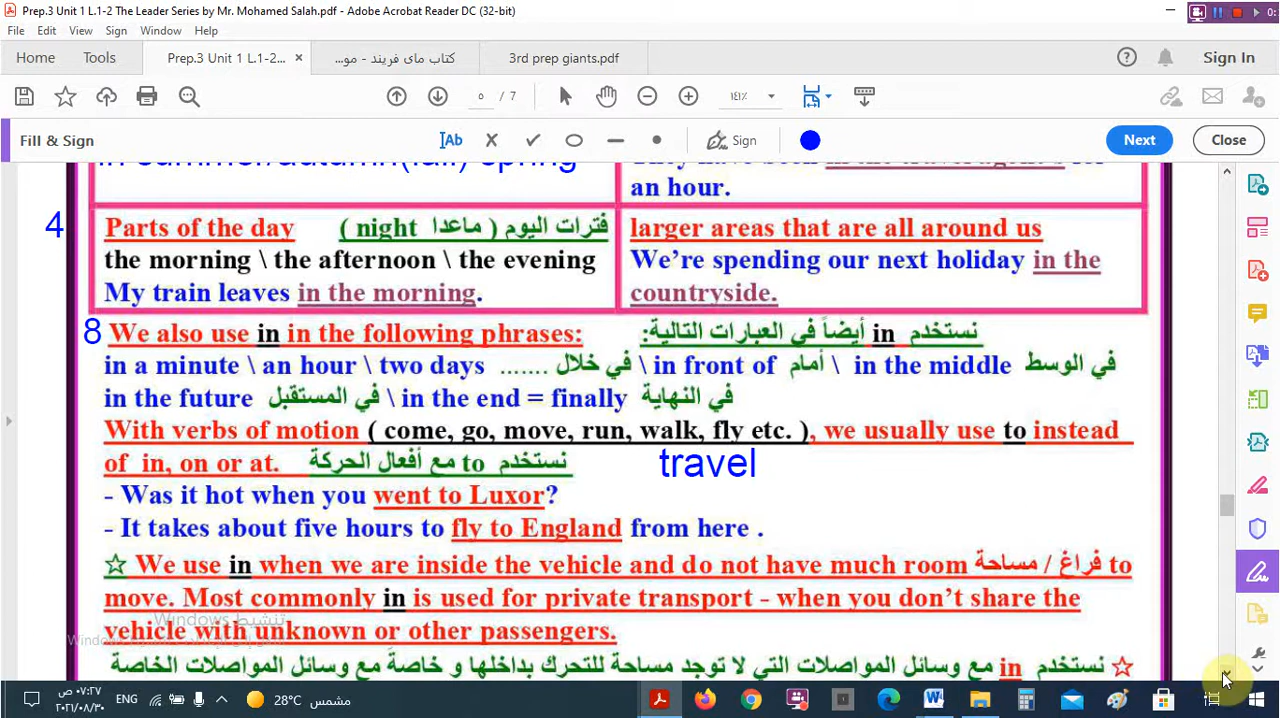 Prep.3 Unit 1 L.1-2 The Leader Series by Mr. Mohamed Salah.pdf - Adobe Acrobat Reader DC (32-bit)
File Edit View Sign Window Help
Home Tools Prep.3 Unit 1 L.1-2... × كتاب ماى فريند - مو... 3rd prep giants.pdf Sign In
٥ / 7 ١٤١٪
Fill & Sign Ab Sign Next Close
an hour.
4 Parts of the day فترات اليوم ( ماعدا night )
the morning \ the afternoon \ the evening
My train leaves in the morning.
larger areas that are all around us
We’re spending our next holiday in the
countryside.
8 We also use in in the following phrases: نستخدم in أيضاً في العبارات التالية:
in a minute \ an hour \ two days ....... في خلال \ in front of أمام \ in the middle في الوسط
in the future في المستقبل \ in the end = finally في النهاية
With verbs of motion ( come, go, move, run, walk, fly etc. ), we usually use to instead
of in, on or at. نستخدم to مع أفعال الحركة travel
- Was it hot when you went to Luxor?
- It takes about five hours to fly to England from here .
☆ We use in when we are inside the vehicle and do not have much room فراغ / مساحة to
move. Most commonly in is used for private transport - when you don’t share the
vehicle with unknown or other passengers.
☆ نستخدم in مع وسائل المواصلات التي لا توجد مساحة للتحرك بداخلها و خاصةً مع وسائل المواصلات الخاصة
تنشيط Windows
ENG ٠٧:٢٧ ص
٢٠٢١/٠٨/٣٠
28°C مشمس